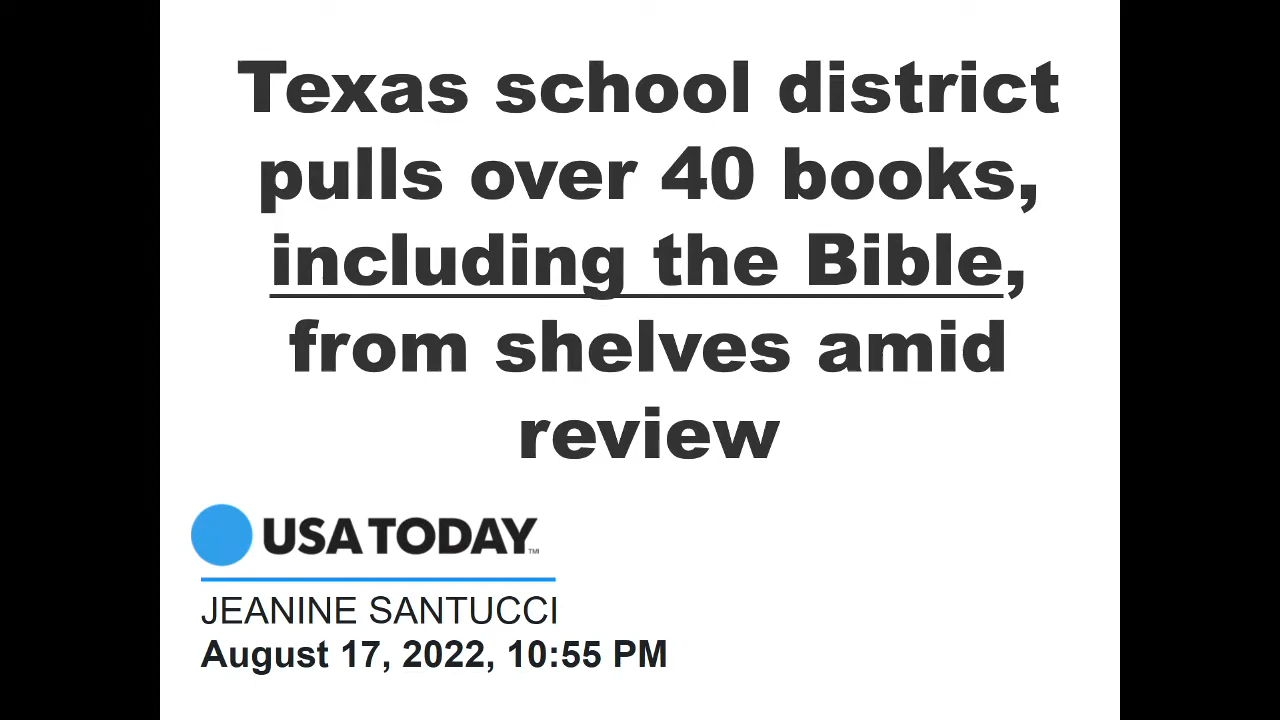 Texas school district
pulls over 40 books,
including the Bible,
from shelves amid
review
USA TODAY™
JEANINE SANTUCCI
August 17, 2022, 10:55 PM